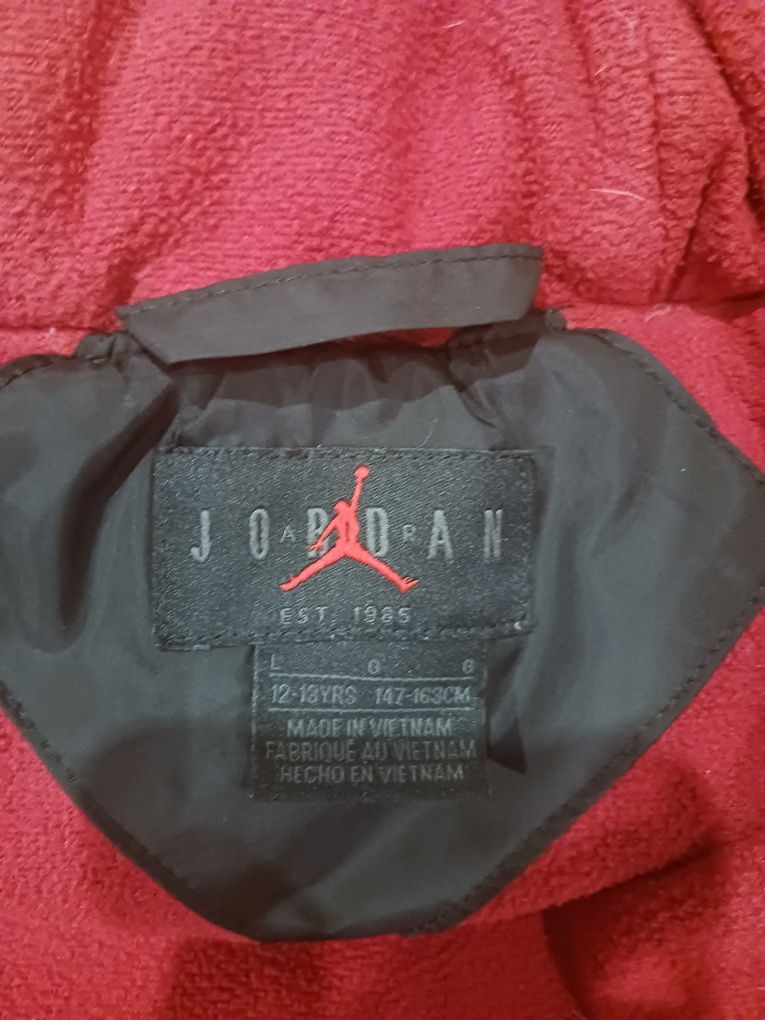 JORDAN
AIR
EST. 1985
L G G
12-13YRS 147-163CM
MADE IN VIETNAM
FABRIQUÉ AU VIETNAM
HECHO EN VIETNAM